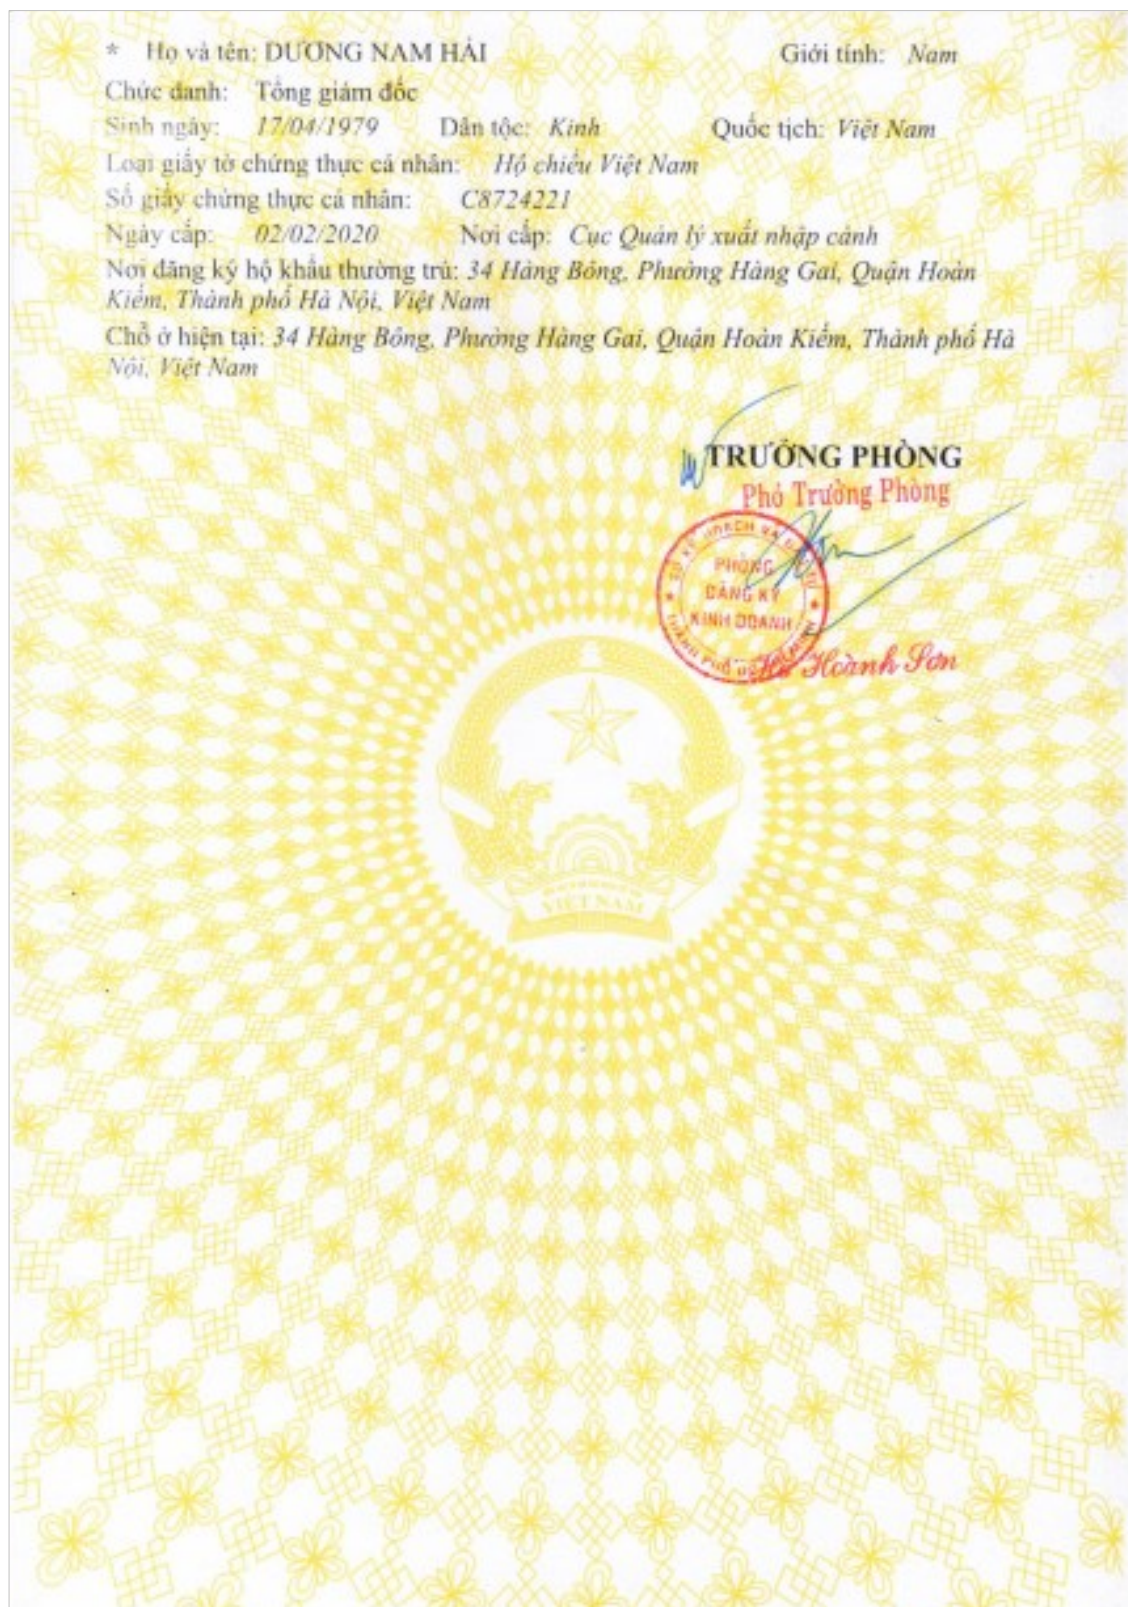 * Họ và tên: DƯƠNG NAM HẢI Giới tính: Nam
Chức danh: Tổng giám đốc
Sinh ngày: 17/04/1979 Dân tộc: Kinh Quốc tịch: Việt Nam
Loại giấy tờ chứng thực cá nhân: Hộ chiếu Việt Nam
Số giấy chứng thực cá nhân: C8724221
Ngày cấp: 02/02/2020 Nơi cấp: Cục Quản lý xuất nhập cảnh
Nơi đăng ký hộ khẩu thường trú: 34 Hàng Bông, Phường Hàng Gai, Quận Hoàn
Kiếm, Thành phố Hà Nội, Việt Nam
Chỗ ở hiện tại: 34 Hàng Bông, Phường Hàng Gai, Quận Hoàn Kiếm, Thành phố Hà
Nội, Việt Nam
TRƯỞNG PHÒNG
Phó Trưởng Phòng
PHÒNG
ĐĂNG KÝ
KINH DOANH
Hoành Sơn
VIỆT NAM